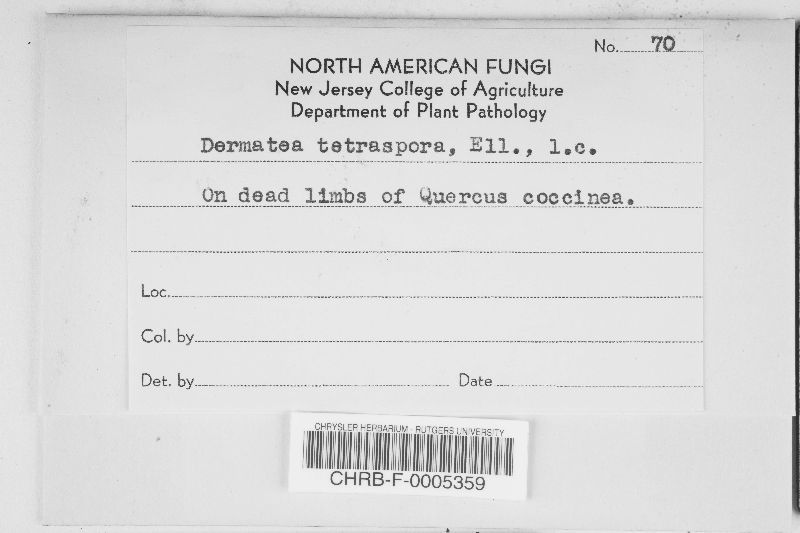 No. 70
NORTH AMERICAN FUNGI
New Jersey College of Agriculture
Department of Plant Pathology
Dermatea tetraspora, Ell., l.c.
On dead limbs of Quercus coccinea.
Loc.
Col. by
Det. by Date
CHRYSLER HERBARIUM - RUTGERS UNIVERSITY
CHRB-F-0005359